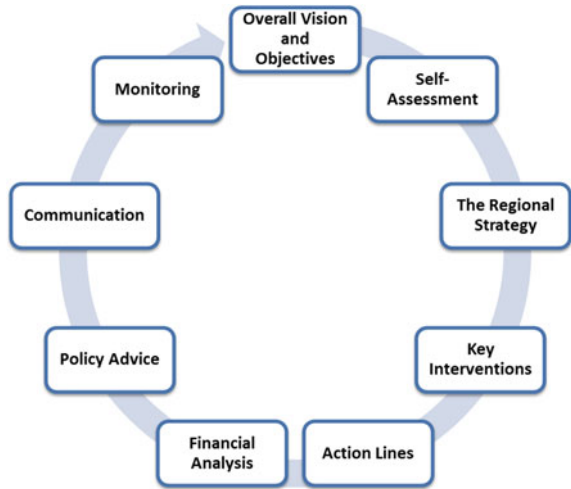 Overall Vision
and
Objectives
Self-
Assessment
The Regional
Strategy
Key
Interventions
Action Lines
Financial
Analysis
Policy Advice
Communication
Monitoring